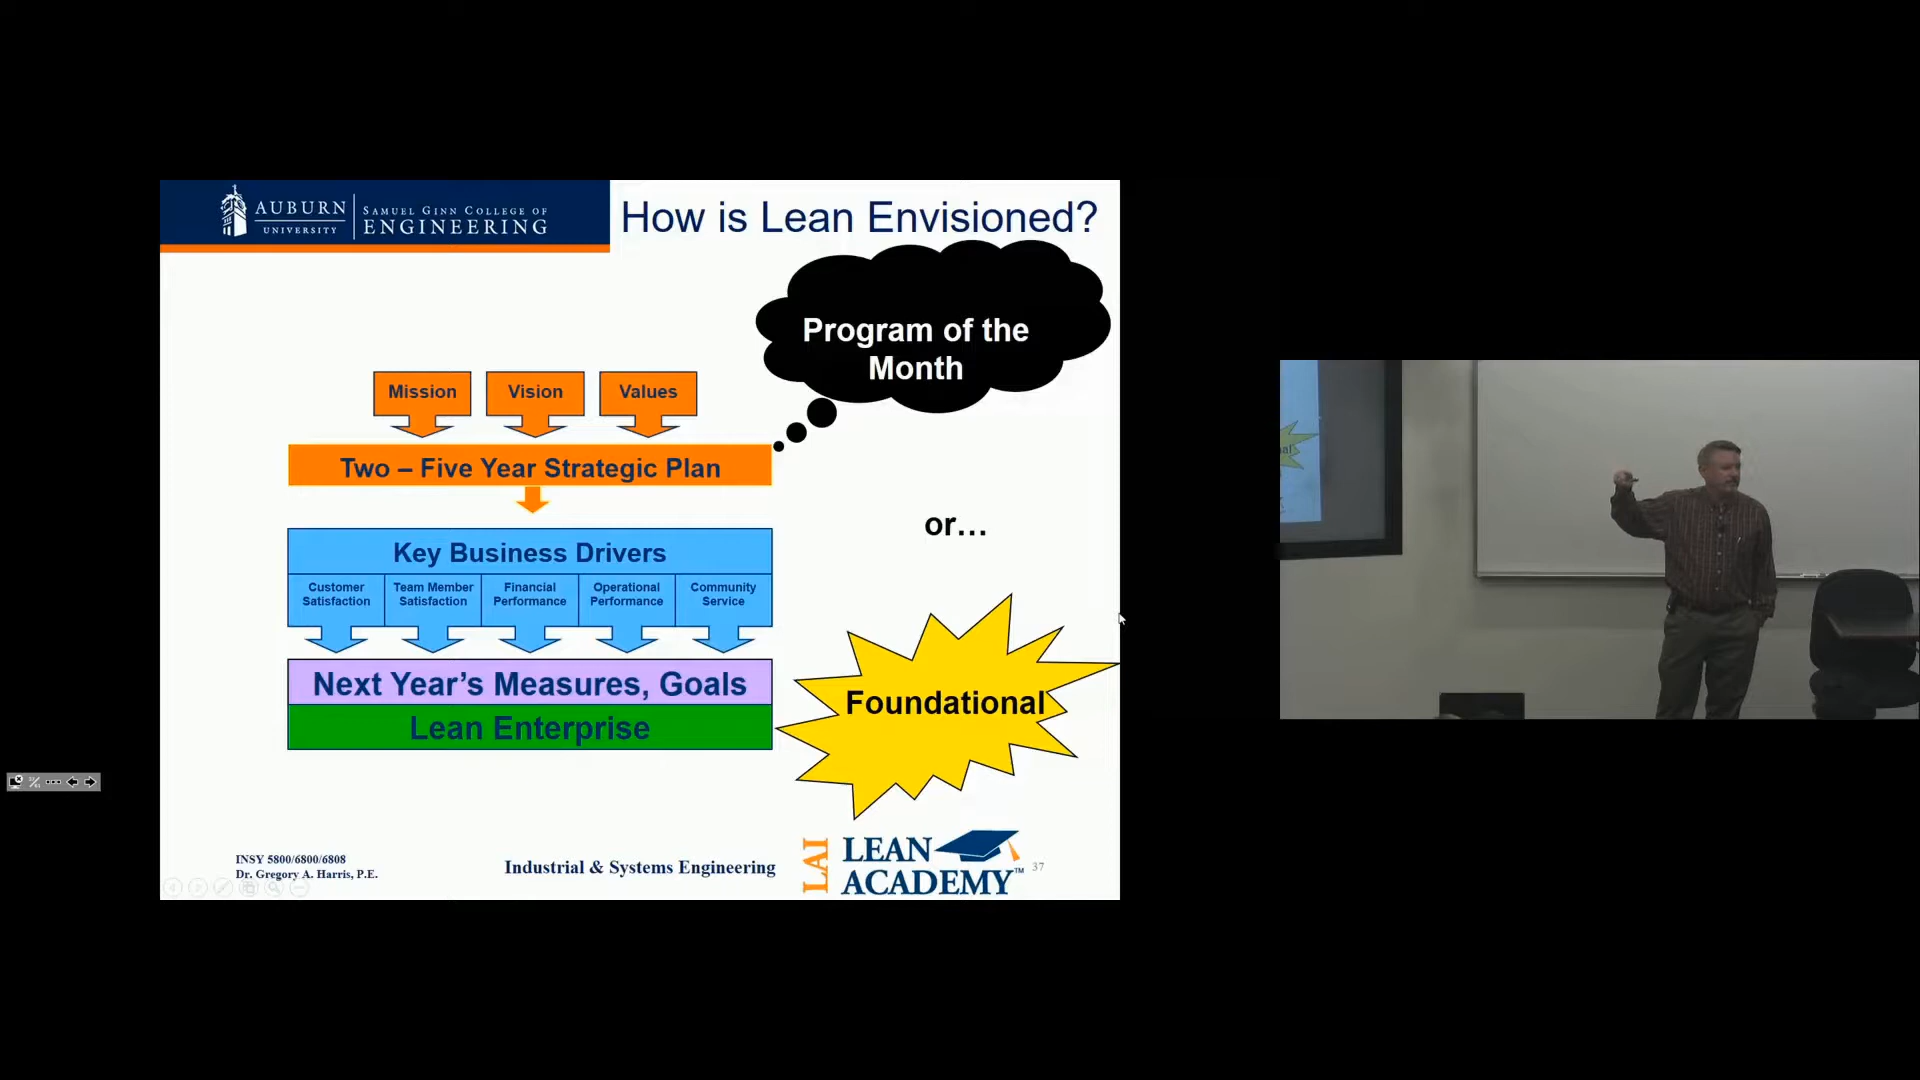 AUBURN
UNIVERSITY
SAMUEL GINN COLLEGE OF
ENGINEERING
How is Lean Envisioned?
Program of the
Month
Mission
Vision
Values
Two – Five Year Strategic Plan
or...
Key Business Drivers
Customer
Satisfaction
Team Member
Satisfaction
Financial
Performance
Operational
Performance
Community
Service
Next Year's Measures, Goals
Lean Enterprise
Foundational
INSY 5800/6800/6808
Dr. Gregory A. Harris, P.E.
Industrial & Systems Engineering
LAI
LEAN
ACADEMY™
37